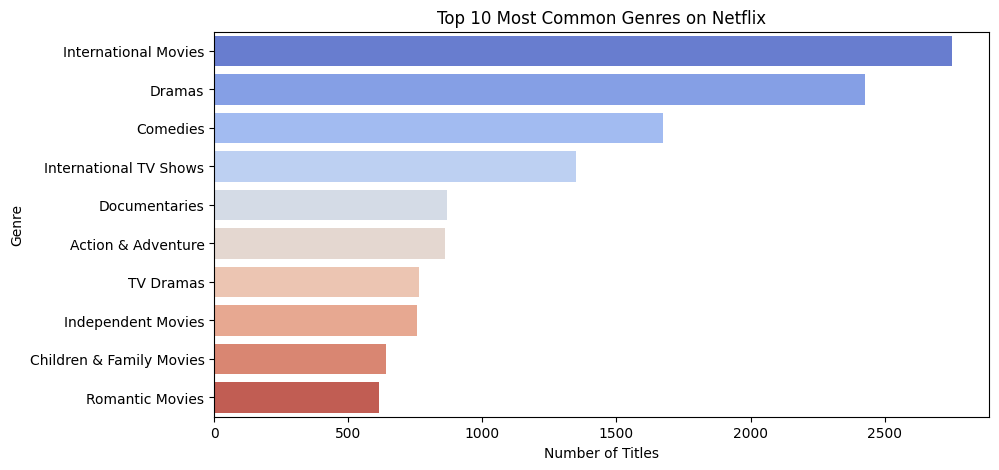 Top 10 Most Common Genres on Netflix
Genre
International Movies
Dramas
Comedies
International TV Shows
Documentaries
Action & Adventure
TV Dramas
Independent Movies
Children & Family Movies
Romantic Movies
0 500 1000 1500 2000 2500
Number of Titles